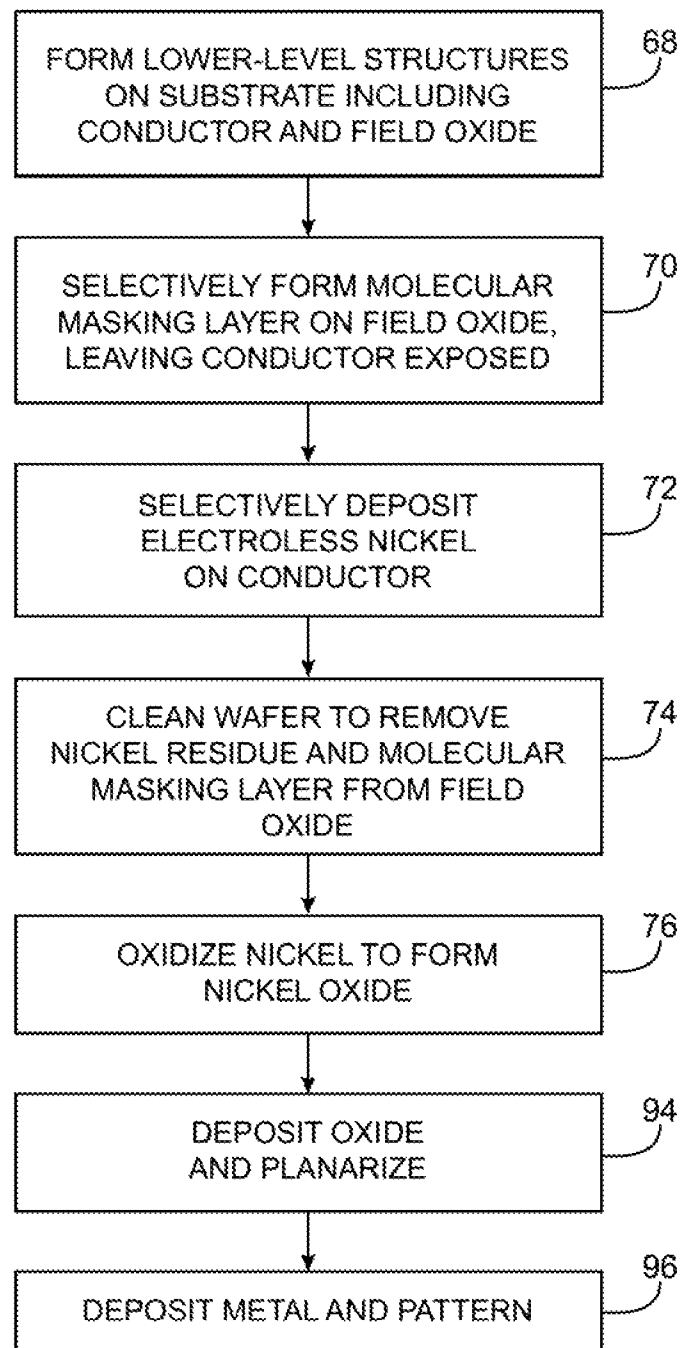 FORM LOWER-LEVEL STRUCTURES
ON SUBSTRATE INCLUDING
CONDUCTOR AND FIELD OXIDE
68
SELECTIVELY FORM MOLECULAR
MASKING LAYER ON FIELD OXIDE,
LEAVING CONDUCTOR EXPOSED
70
SELECTIVELY DEPOSIT
ELECTROLESS NICKEL
ON CONDUCTOR
72
CLEAN WAFER TO REMOVE
NICKEL RESIDUE AND MOLECULAR
MASKING LAYER FROM FIELD
OXIDE
74
OXIDIZE NICKEL TO FORM
NICKEL OXIDE
76
DEPOSIT OXIDE
AND PLANARIZE
94
DEPOSIT METAL AND PATTERN
96